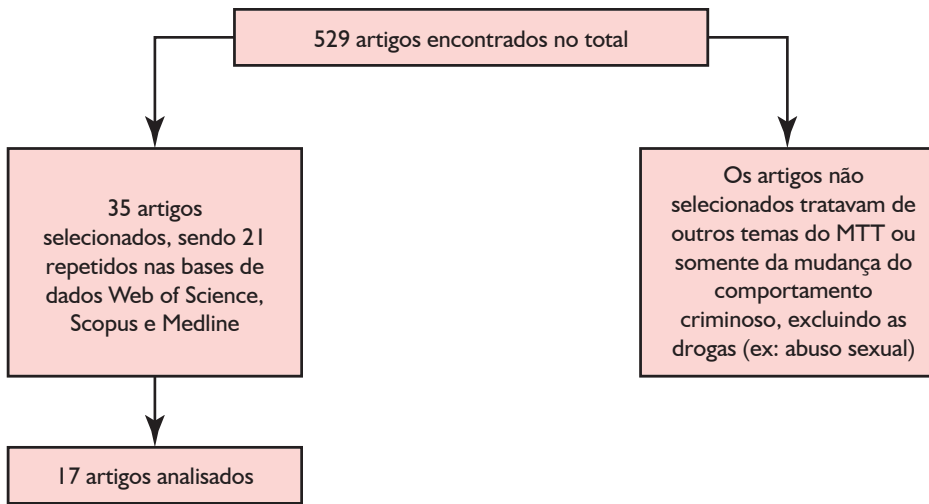 529 artigos encontrados no total
35 artigos
selecionados, sendo 21
repetidos nas bases de
dados Web of Science,
Scopus e Medline
Os artigos não
selecionados tratavam de
outros temas do MTT ou
somente da mudança do
comportamento
criminoso, excluindo as
drogas (ex: abuso sexual)
17 artigos analisados